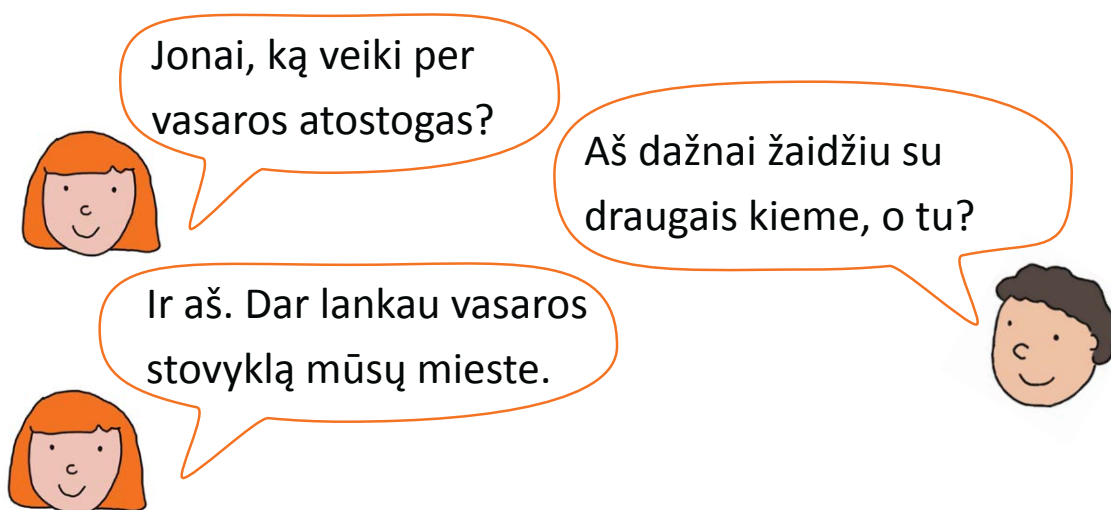 Jonai, ką veiki per
vasaros atostogas?
Aš dažnai žaidžiu su
draugais kieme, o tu?
Ir aš. Dar lankau vasaros
stovyklą mūsų mieste.